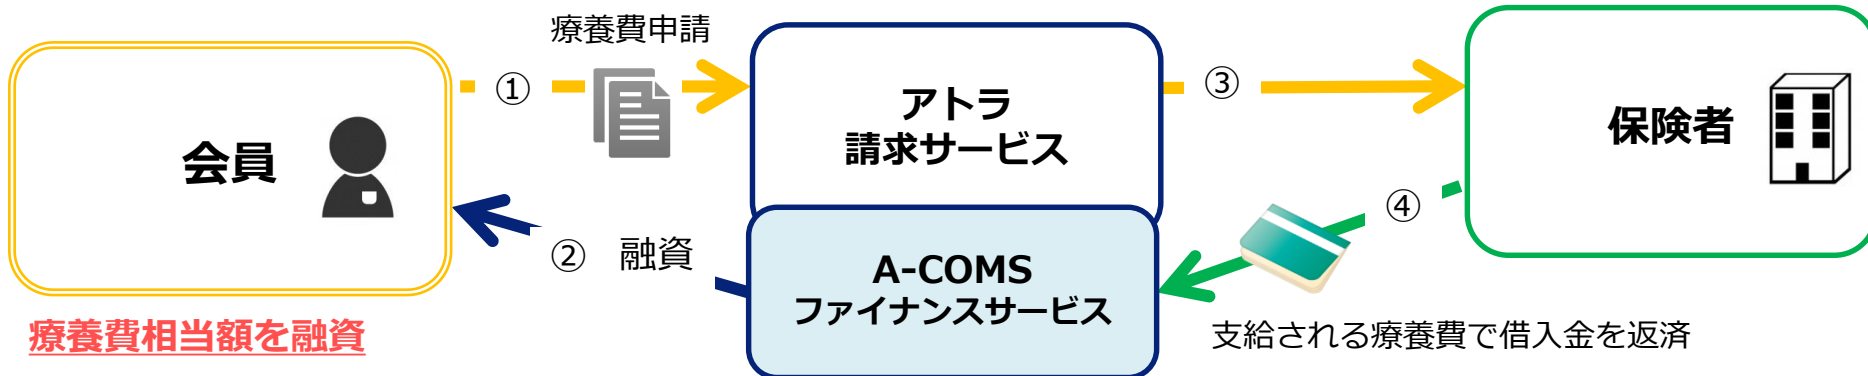 療養費申請
①
アトラ
請求サービス
③
保険者
会員
② 融資
④
A-COMS
ファイナンスサービス
療養費相当額を融資
支給される療養費で借入金を返済